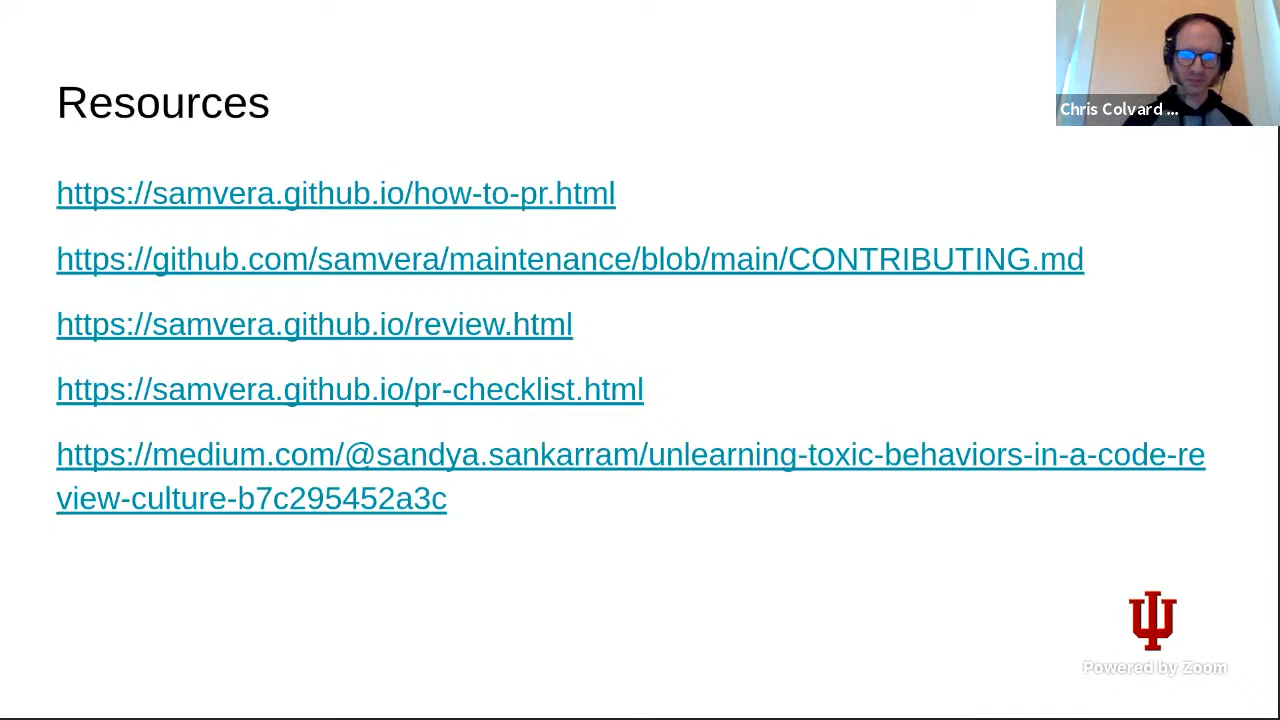 Resources
Chris Colvard ...
https://samvera.github.io/how-to-pr.html
https://github.com/samvera/maintenance/blob/main/CONTRIBUTING.md
https://samvera.github.io/review.html
https://samvera.github.io/pr-checklist.html
https://medium.com/@sandya.sankarram/unlearning-toxic-behaviors-in-a-code-re
view-culture-b7c295452a3c
Powered by Zoom